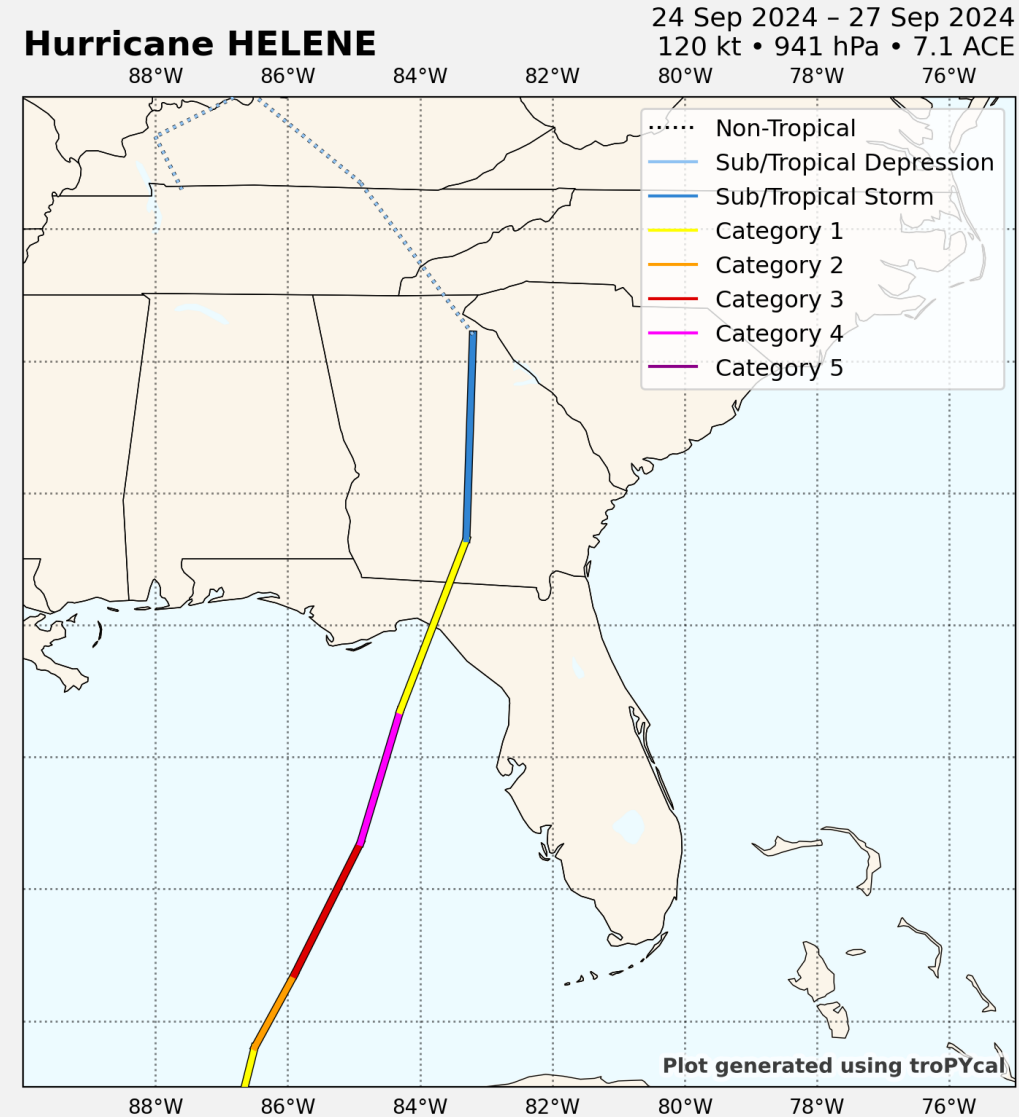 Hurricane HELENE
24 Sep 2024 – 27 Sep 2024
120 kt • 941 hPa • 7.1 ACE
88°W 86°W 84°W 82°W 80°W 78°W 76°W
Non-Tropical
Sub/Tropical Depression
Sub/Tropical Storm
Category 1
Category 2
Category 3
Category 4
Category 5
Plot generated using troPYcal
88°W 86°W 84°W 82°W 80°W 78°W 76°W